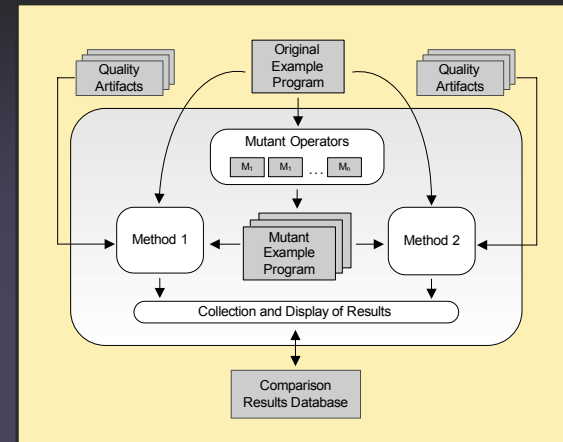 Original
Example
Program
Quality
Artifacts
Quality
Artifacts
Mutant Operators
M₁ M₁ ... Mₙ
Method 1
Mutant
Example
Program
Method 2
Collection and Display of Results
Comparison
Results Database